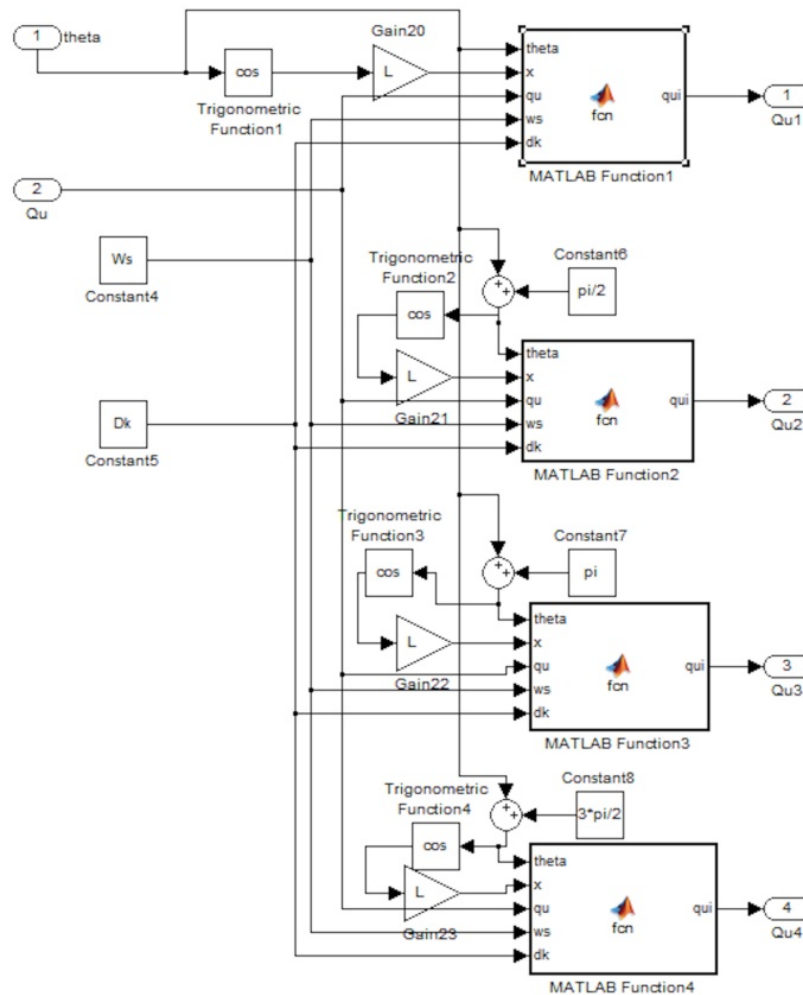 1
theta
cos
Trigonometric
Function1
Gain20
L
theta
x
qu
ws
dk
fcn
qui
MATLAB Function1
1
Qu1
2
Qu
Ws
Constant4
Trigonometric
Function2
cos
Constant6
pi/2
+
+
L
Gain21
theta
x
qu
ws
dk
fcn
qui
MATLAB Function2
2
Qu2
Dk
Constant5
Trigonometric
Function3
cos
Constant7
pi
+
+
L
Gain22
theta
x
qu
ws
dk
fcn
qui
MATLAB Function3
3
Qu3
Trigonometric
Function4
cos
Constant8
3*pi/2
+
+
L
Gain23
theta
x
qu
ws
dk
fcn
qui
MATLAB Function4
4
Qu4